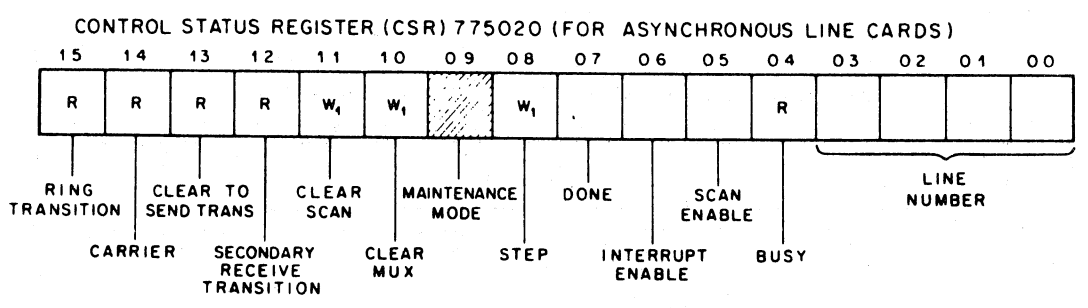 CONTROL STATUS REGISTER (CSR) 775020 (FOR ASYNCHRONOUS LINE CARDS)
15 14 13 12 11 10 09 08 07 06 05 04 03 02 01 00
R R R R W1 W1 W1 R
RING TRANSITION
CARRIER
CLEAR TO
SEND TRANS
SECONDARY
RECEIVE
TRANSITION
CLEAR
SCAN
CLEAR
MUX
MAINTENANCE
MODE
STEP
DONE
INTERRUPT
ENABLE
SCAN
ENABLE
BUSY
LINE
NUMBER